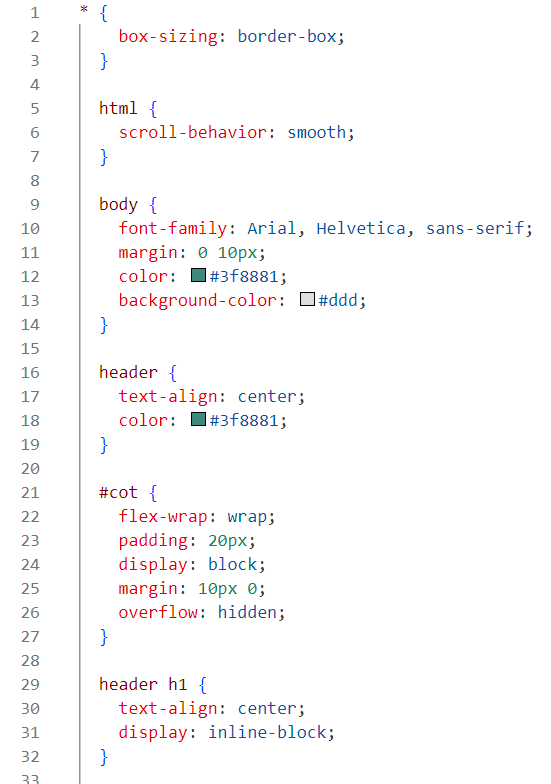 1 * {
2 box-sizing: border-box;
3 }
4
5 html {
6 scroll-behavior: smooth;
7 }
8
9 body {
10 font-family: Arial, Helvetica, sans-serif;
11 margin: 0 10px;
12 color: #3f8881;
13 background-color: #ddd;
14 }
15
16 header {
17 text-align: center;
18 color: #3f8881;
19 }
20
21 #cot {
22 flex-wrap: wrap;
23 padding: 20px;
24 display: block;
25 margin: 10px 0;
26 overflow: hidden;
27 }
28
29 header h1 {
30 text-align: center;
31 display: inline-block;
32 }
33